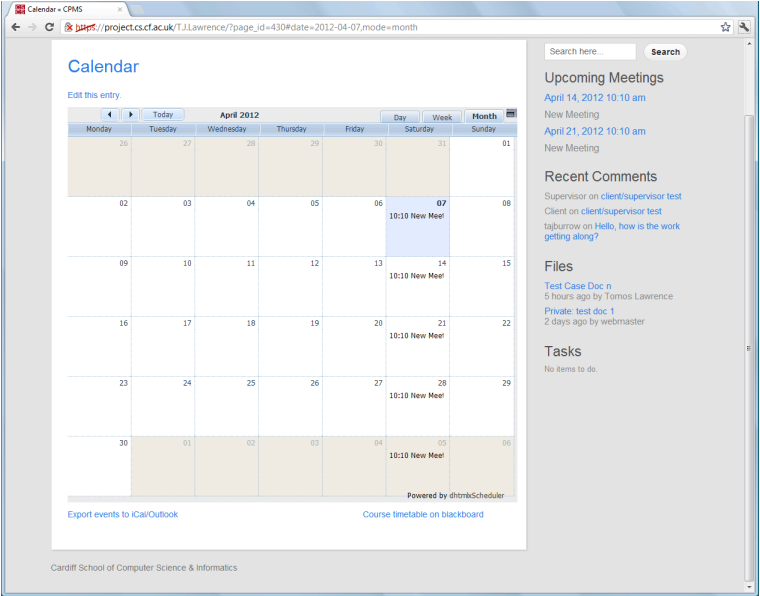 Calendar « CPMS
https://project.cs.cf.ac.uk/T.J.Lawrence/?page_id=430#date=2012-04-07,mode=month
Calendar
Edit this entry.
Today
April 2012
Day Week Month
Monday Tuesday Wednesday Thursday Friday Saturday Sunday
26 27 28 29 30 31 01
02 03 04 05 06 07 08
10:10 New Meet
09 10 11 12 13 14 15
10:10 New Meet
16 17 18 19 20 21 22
10:10 New Meet
23 24 25 26 27 28 29
10:10 New Meet
30 01 02 03 04 05 06
10:10 New Meet
Powered by dhtmlxScheduler
Export events to iCal/Outlook
Course timetable on blackboard
Search here...
Search
Upcoming Meetings
April 14, 2012 10:10 am
New Meeting
April 21, 2012 10:10 am
New Meeting
Recent Comments
Supervisor on client/supervisor test
Client on client/supervisor test
tajburrow on Hello, how is the work
getting along?
Files
Test Case Doc n
5 hours ago by Tomos Lawrence
Private: test doc 1
2 days ago by webmaster
Tasks
No items to do.
Cardiff School of Computer Science & Informatics